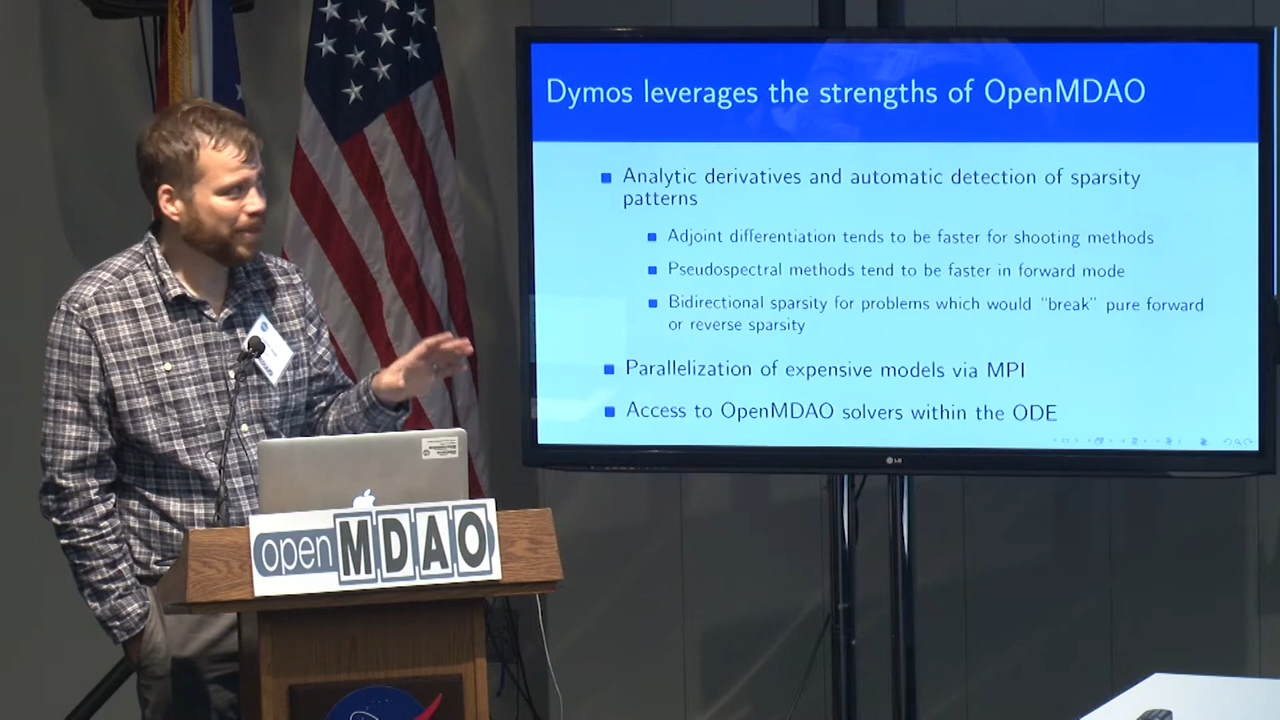 Dymos leverages the strengths of OpenMDAO
Analytic derivatives and automatic detection of sparsity
patterns
Adjoint differentiation tends to be faster for shooting methods
Pseudospectral methods tend to be faster in forward mode
Bidirectional sparsity for problems which would “break” pure forward
or reverse sparsity
Parallelization of expensive models via MPI
Access to OpenMDAO solvers within the ODE
LG
openMDAO